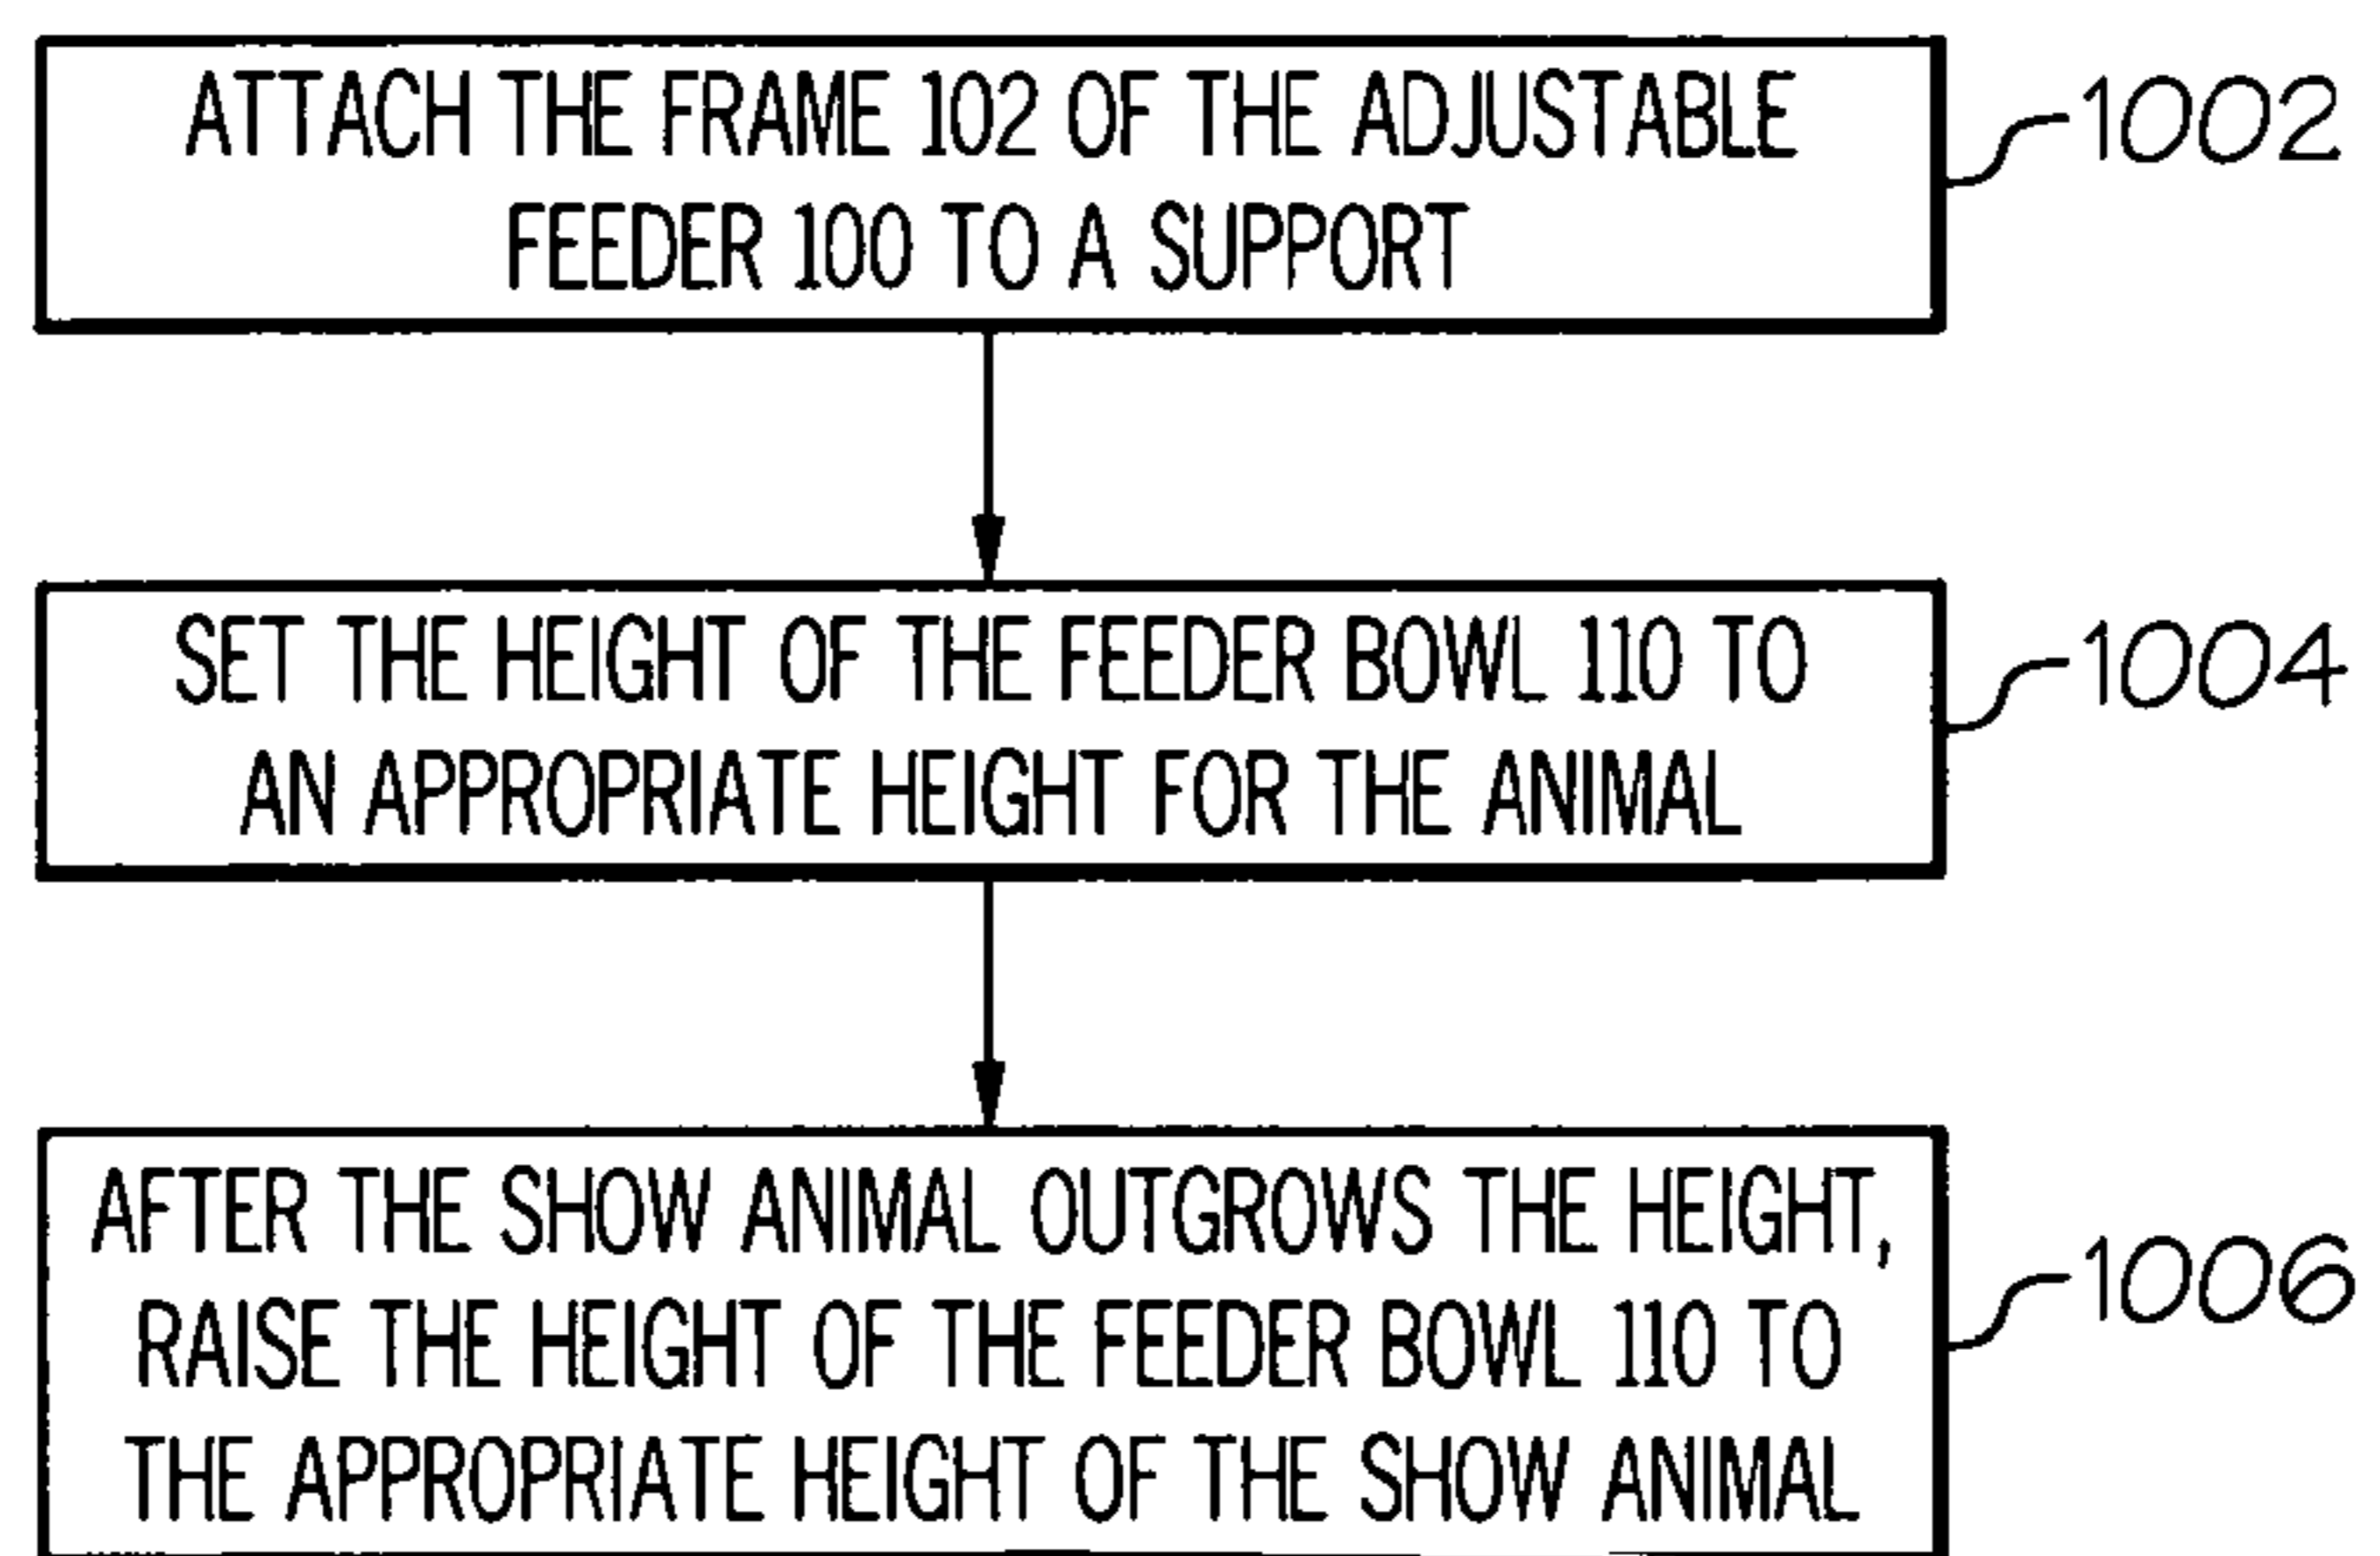 ATTACH THE FRAME 102 OF THE ADJUSTABLE
FEEDER 100 TO A SUPPORT
1002
SET THE HEIGHT OF THE FEEDER BOWL 110 TO
AN APPROPRIATE HEIGHT FOR THE ANIMAL
1004
AFTER THE SHOW ANIMAL OUTGROWS THE HEIGHT,
RAISE THE HEIGHT OF THE FEEDER BOWL 110 TO
THE APPROPRIATE HEIGHT OF THE SHOW ANIMAL
1006